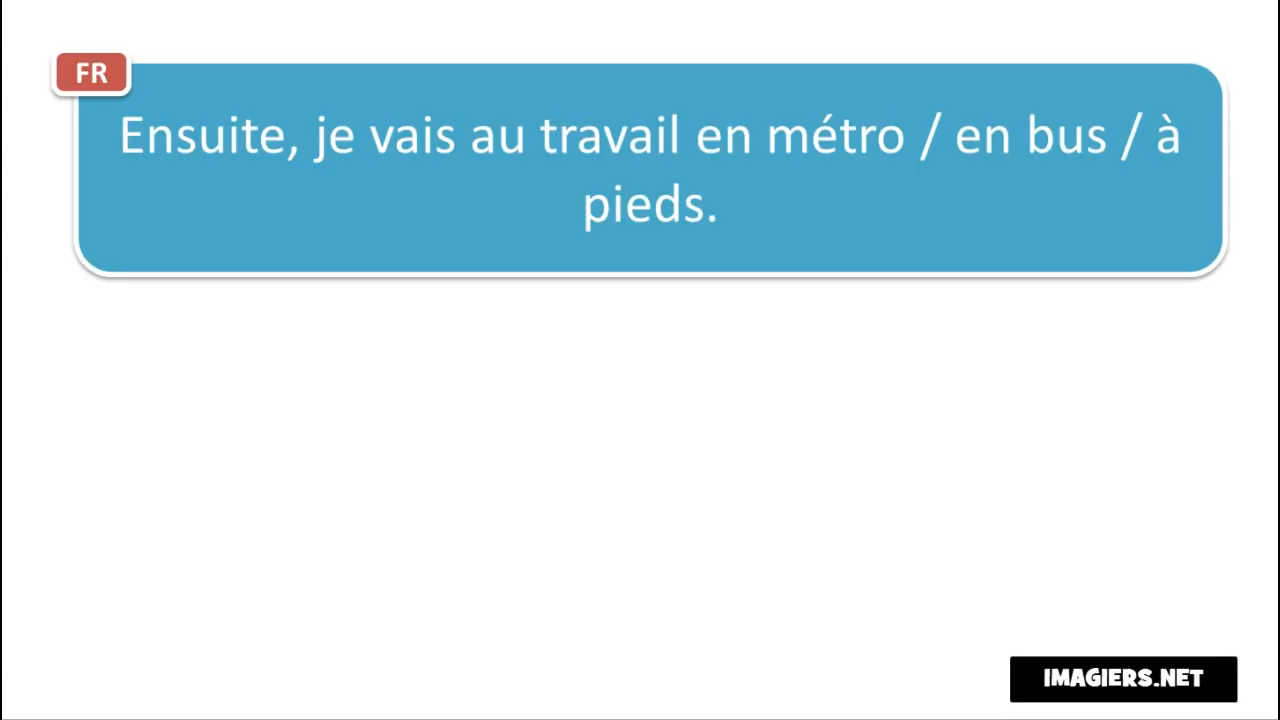 FR
Ensuite, je vais au travail en métro / en bus / à
pieds.
IMAGIERS.NET